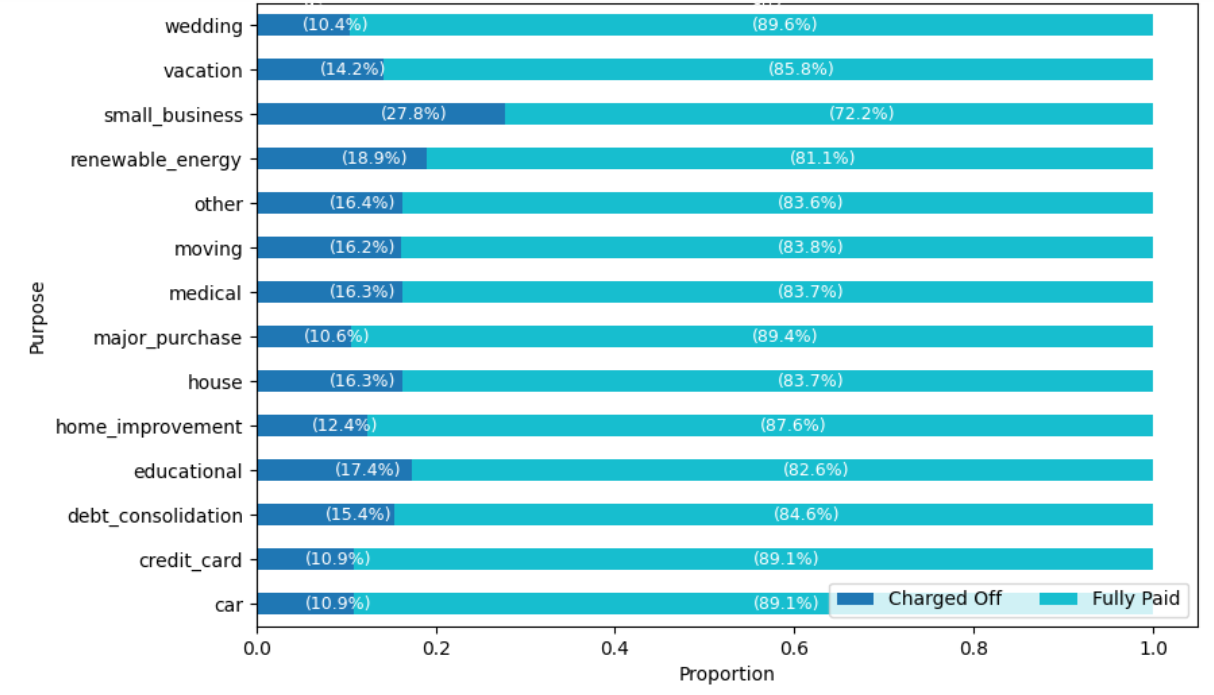 wedding (10.4%) (89.6%)
vacation (14.2%) (85.8%)
small_business (27.8%) (72.2%)
renewable_energy (18.9%) (81.1%)
other (16.4%) (83.6%)
moving (16.2%) (83.8%)
medical (16.3%) (83.7%)
major_purchase (10.6%) (89.4%)
house (16.3%) (83.7%)
home_improvement (12.4%) (87.6%)
educational (17.4%) (82.6%)
debt_consolidation (15.4%) (84.6%)
credit_card (10.9%) (89.1%)
car (10.9%) (89.1%)
Charged Off Fully Paid
0.0 0.2 0.4 0.6 0.8 1.0
Proportion
Purpose